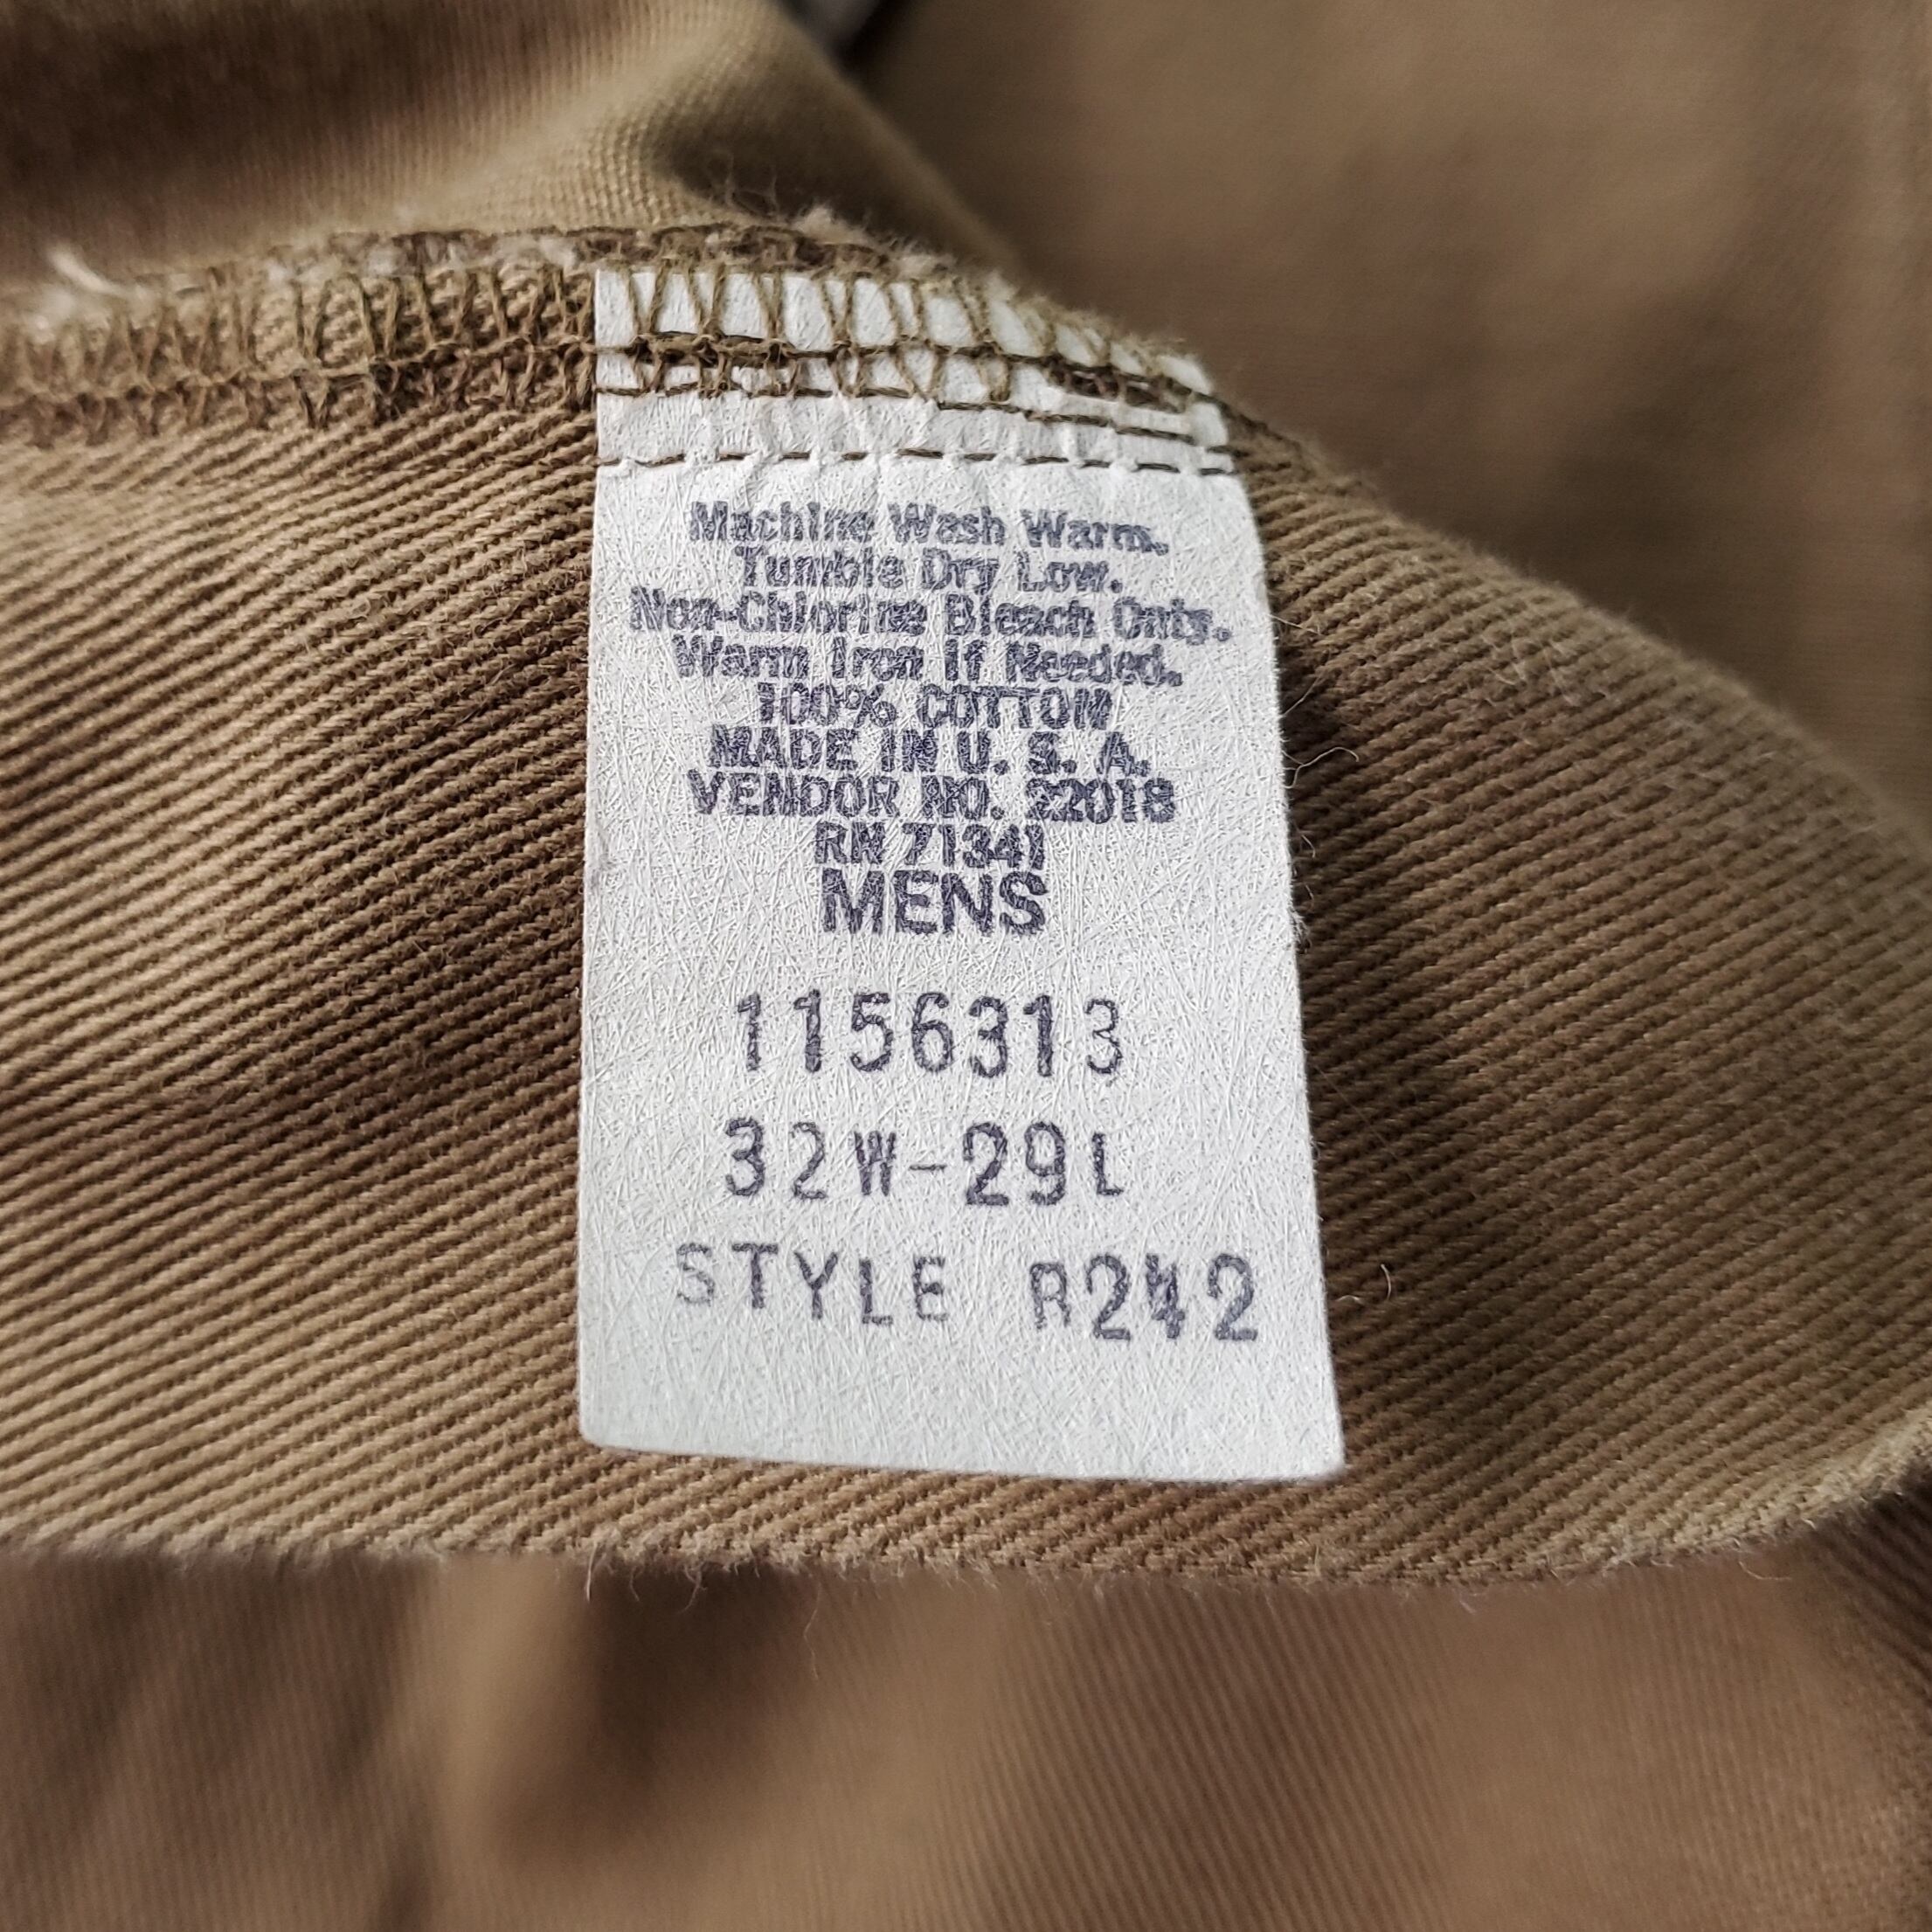 Machine Wash Warm.
Tumble Dry Low.
Non-Chlorine Bleach Only.
Warm Iron if Needed.
100% COTTON
MADE IN U. S. A.
VENDOR NO. 22018
RN 71341
MENS
1156313
32W-29L
STYLE R242